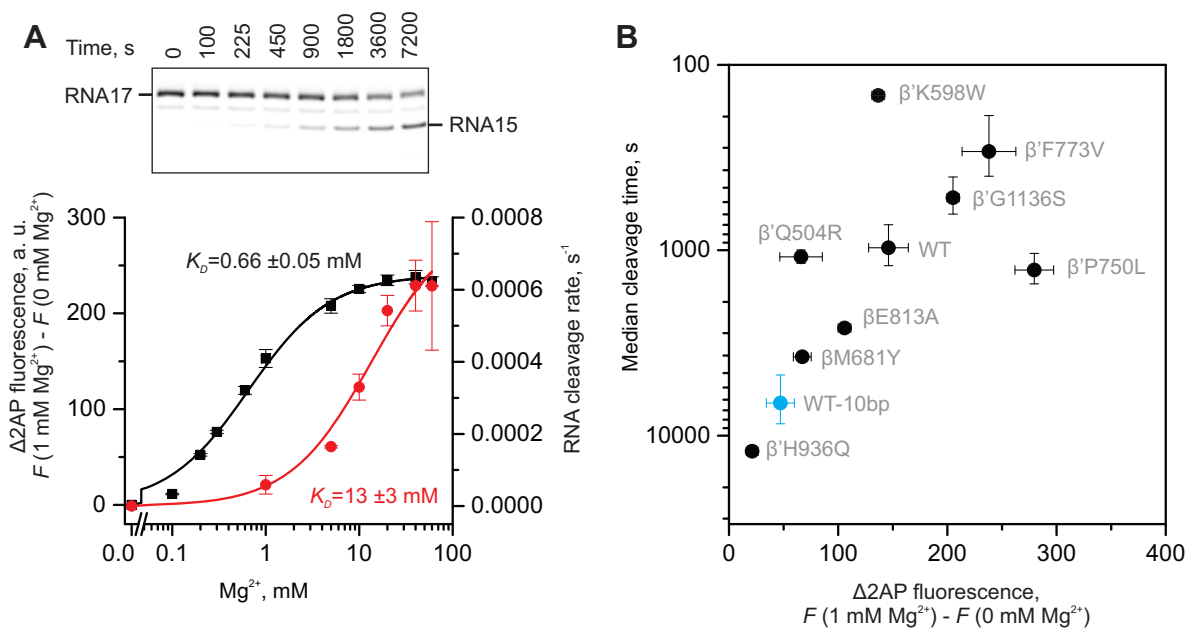 A
Time, s
0 100 225 450 900 1800 3600 7200
RNA17
RNA15
Δ2AP fluorescence, a. u.
F (1 mM Mg²⁺) - F (0 mM Mg²⁺)
300
200
100
0
K_D=0.66 ±0.05 mM
K_D=13 ±3 mM
0.0008
0.0006
0.0004
0.0002
0.0000
RNA cleavage rate, s⁻¹
0.0 0.1 1 10 100
Mg²⁺, mM
B
Median cleavage time, s
100
1000
10000
β'K598W
β'F773V
β'G1136S
β'Q504R
WT
β'P750L
βE813A
βM681Y
WT-10bp
β'H936Q
0 100 200 300 400
Δ2AP fluorescence,
F (1 mM Mg²⁺) - F (0 mM Mg²⁺)